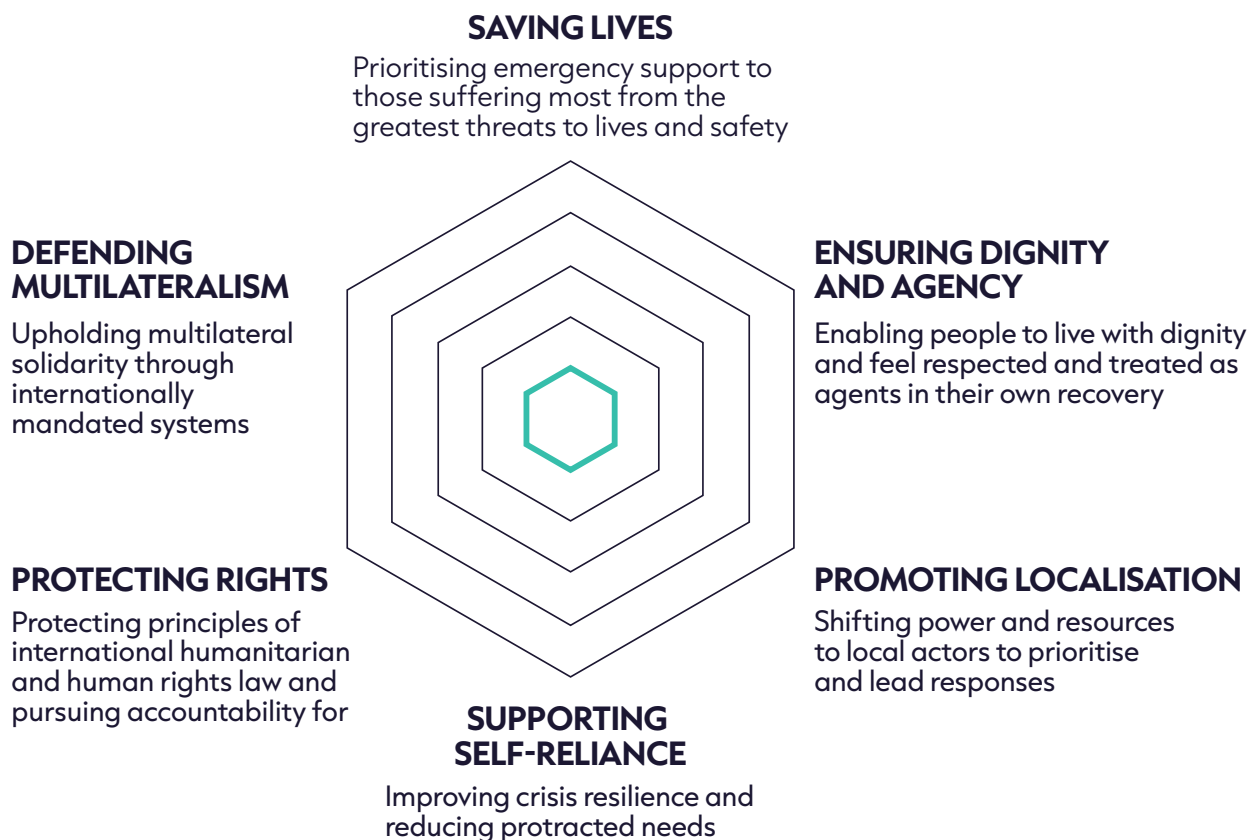 SAVING LIVES
Prioritising emergency support to
those suffering most from the
greatest threats to lives and safety
DEFENDING
MULTILATERALISM
Upholding multilateral
solidarity through
internationally
mandated systems
ENSURING DIGNITY
AND AGENCY
Enabling people to live with dignity
and feel respected and treated as
agents in their own recovery
PROTECTING RIGHTS
Protecting principles of
international humanitarian
and human rights law and
pursuing accountability for
PROMOTING LOCALISATION
Shifting power and resources
to local actors to prioritise
and lead responses
SUPPORTING
SELF-RELIANCE
Improving crisis resilience and
reducing protracted needs